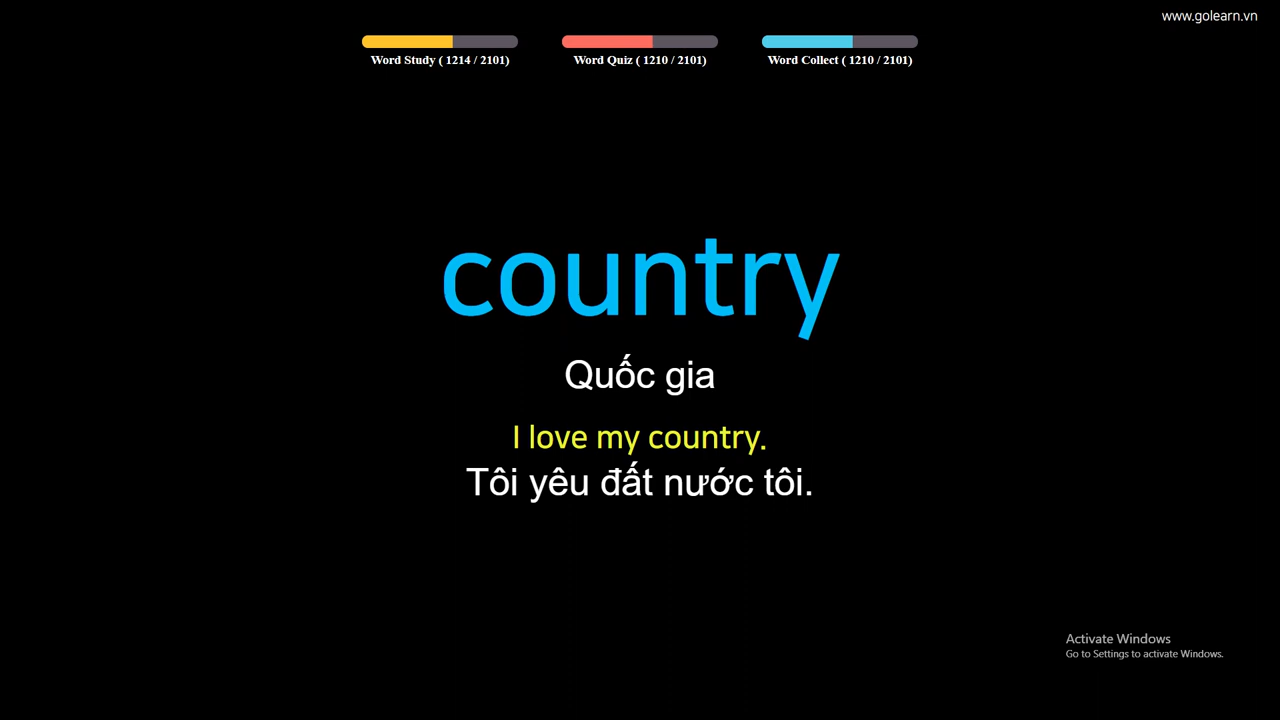 www.golearn.vn
Word Study ( 1214 / 2101)
Word Quiz ( 1210 / 2101)
Word Collect ( 1210 / 2101)
country
Quốc gia
I love my country.
Tôi yêu đất nước tôi.
Activate Windows
Go to Settings to activate Windows.